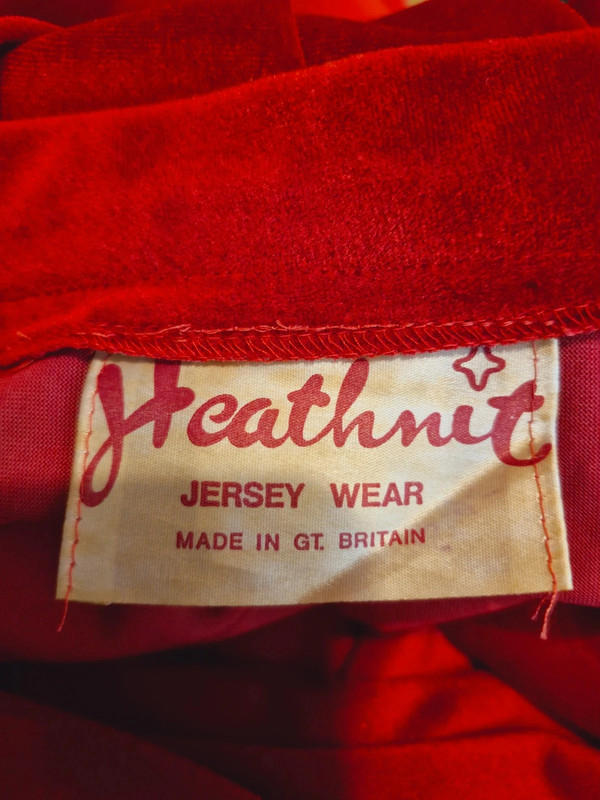 Heathnit
JERSEY WEAR
MADE IN GT. BRITAIN